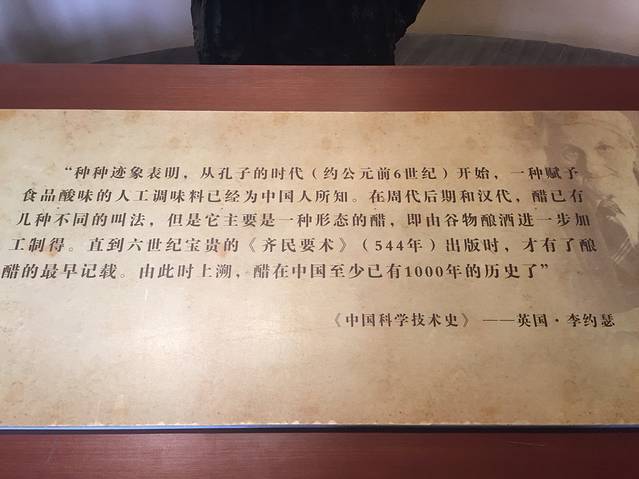 “种种迹象表明，从孔子的时代（约公元前6世纪）开始，一种赋予
食品酸味的人工调味料已经为中国人所知。在周代后期和汉代，醋已有
几种不同的叫法，但是它主要是一种形态的醋，即由谷物酿酒进一步加
工制得。直到六世纪宝贵的《齐民要术》（544年）出版时，才有了酿
醋的最早记载。由此时上溯，醋在中国至少已有1000年的历史了”
《中国科学技术史》 ——英国·李约瑟